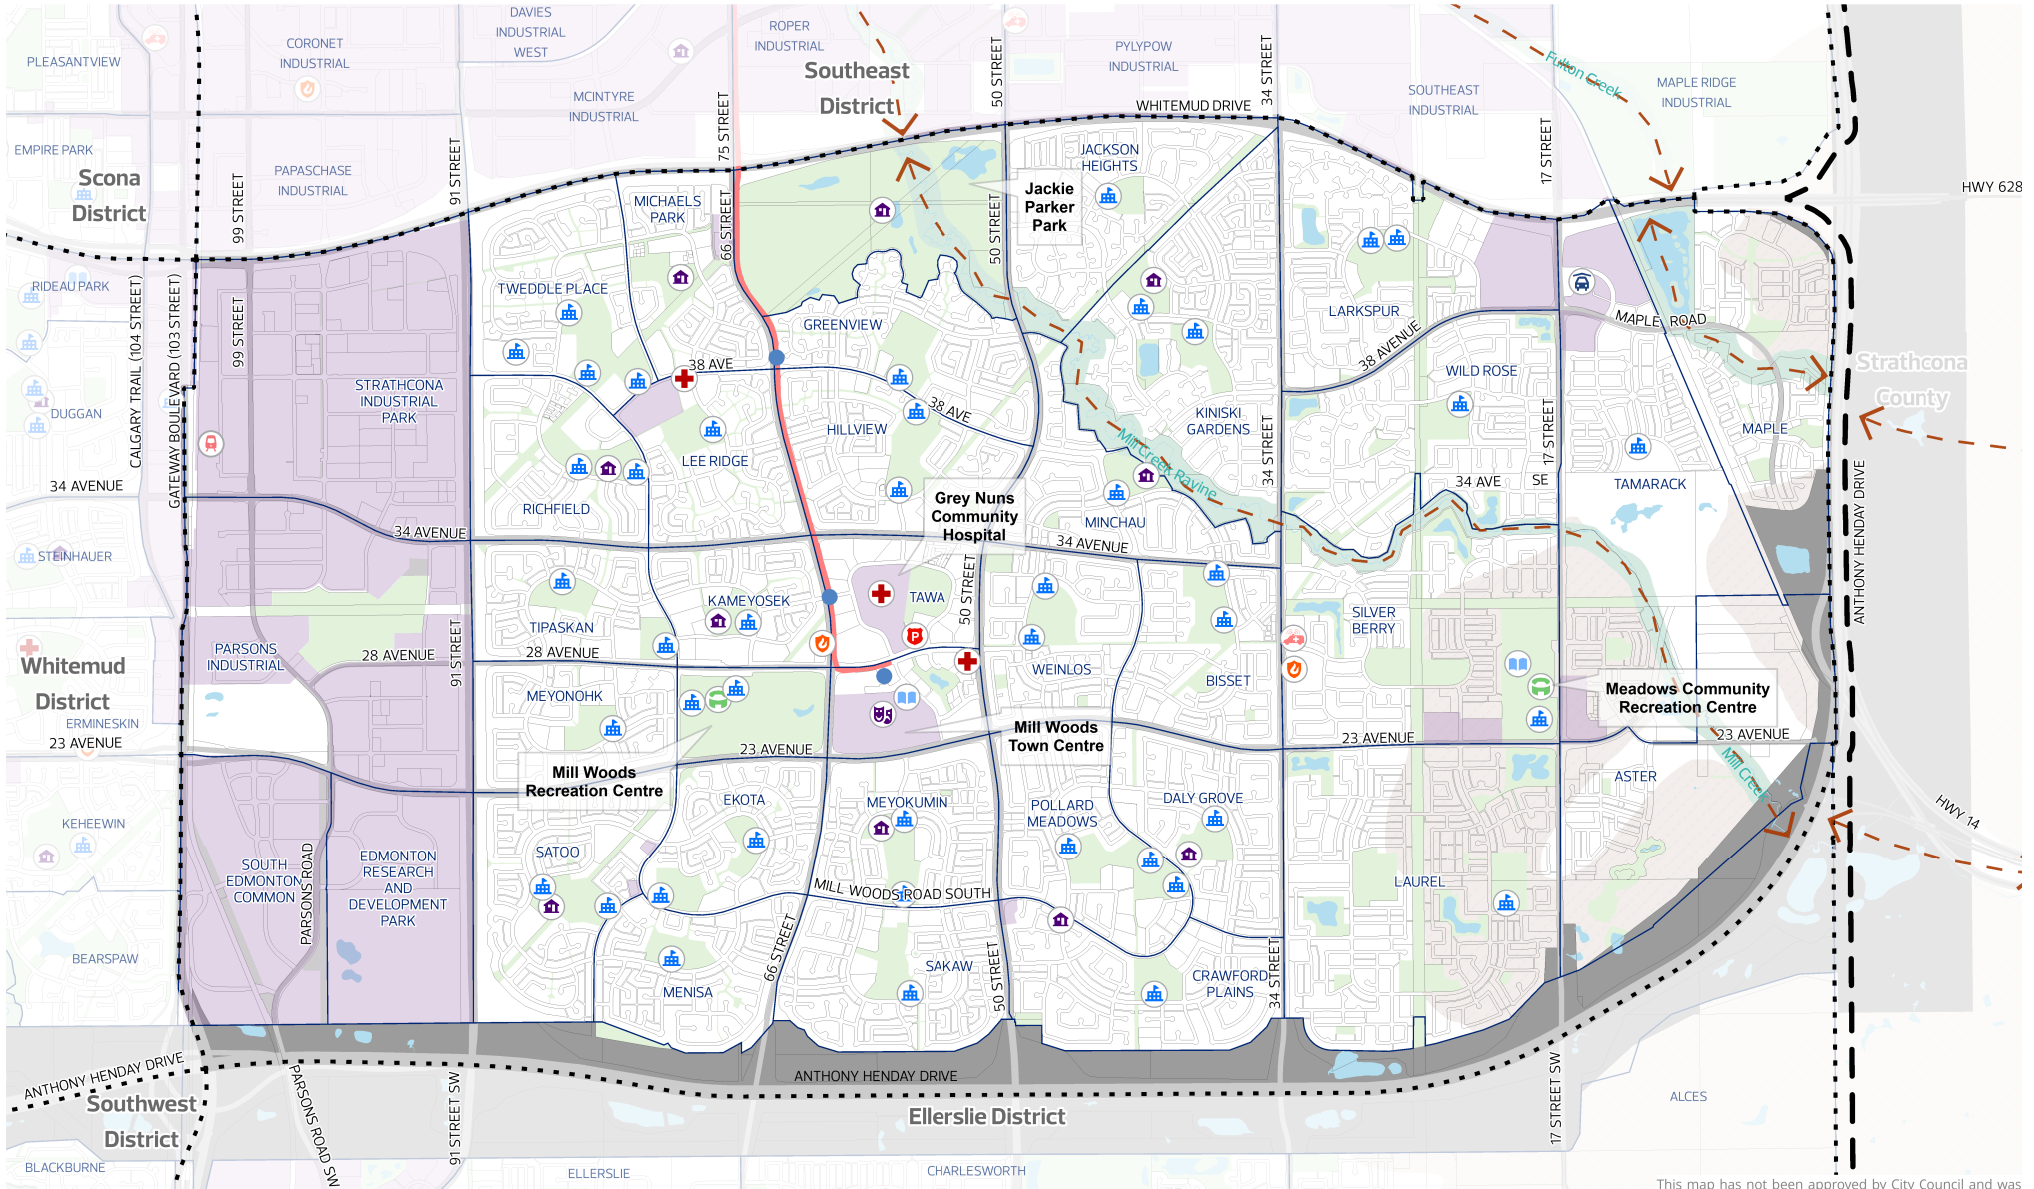 DAVIES
INDUSTRIAL
WEST
ROPER
INDUSTRIAL
CORONET
INDUSTRIAL
PLEASANTVIEW
PYLYPOW
INDUSTRIAL
Southeast
District
50 STREET
34 STREET
Fulton Creek
MAPLE RIDGE
INDUSTRIAL
SOUTHEAST
INDUSTRIAL
MCINTYRE
INDUSTRIAL
WHITEMUD DRIVE
75 STREET
17 STREET
EMPIRE PARK
91 STREET
Scona
District
PAPASCHASE
INDUSTRIAL
99 STREET
JACKSON
HEIGHTS
Jackie
Parker
Park
HWY 628
MICHAELS
PARK
66 STREET
50 STREET
RIDEAU PARK
TWEDDLE PLACE
CALGARY TRAIL (104 STREET)
GATEWAY BOULEVARD (103 STREET)
99 STREET
GREENVIEW
LARKSPUR
38 AVENUE
MAPLE ROAD
38 AVE
WILD ROSE
Strathcona
County
STRATHCONA
INDUSTRIAL
PARK
DUGGAN
38 AVE
HILLVIEW
KINISKI
GARDENS
MAPLE
34 STREET
17 STREET
Mill Creek Ravine
LEE RIDGE
34 AVENUE
34 AVE
SE
TAMARACK
Grey Nuns
Community
Hospital
RICHFIELD
MINCHAU
34 AVENUE
34 AVENUE
ANTHONY HENDAY DRIVE
STEINHAUER
50 STREET
KAMEYOSEK
TAWA
SILVER
BERRY
TIPASKAN
91 STREET
PARSONS
INDUSTRIAL
28 AVENUE
28 AVENUE
Whitemud
District
WEINLOS
BISSET
MEYONOHK
Meadows Community
Recreation Centre
ERMINESKIN
Mill Woods
Town Centre
23 AVENUE
23 AVENUE
23 AVENUE
23 AVENUE
Mill Woods
Recreation Centre
Mill Creek
ASTER
EKOTA
MEYOKUMIN
POLLARD
MEADOWS
DALY GROVE
HWY 14
KEHEEWIN
SATOO
SOUTH
EDMONTON
COMMON
PARSONS ROAD
EDMONTON
RESEARCH
AND
DEVELOPMENT
PARK
MILL WOODS ROAD SOUTH
LAUREL
66 STREET
50 STREET
34 STREET
BEARSPAW
SAKAW
MENISA
CRAWFORD
PLAINS
ANTHONY HENDAY DRIVE
ANTHONY HENDAY DRIVE
PARSONS ROAD SW
91 STREET SW
17 STREET SW
Southwest
District
Ellerslie District
ALCES
BLACKBURNE
ELLERSLIE
CHARLESWORTH
This map has not been approved by City Council and was